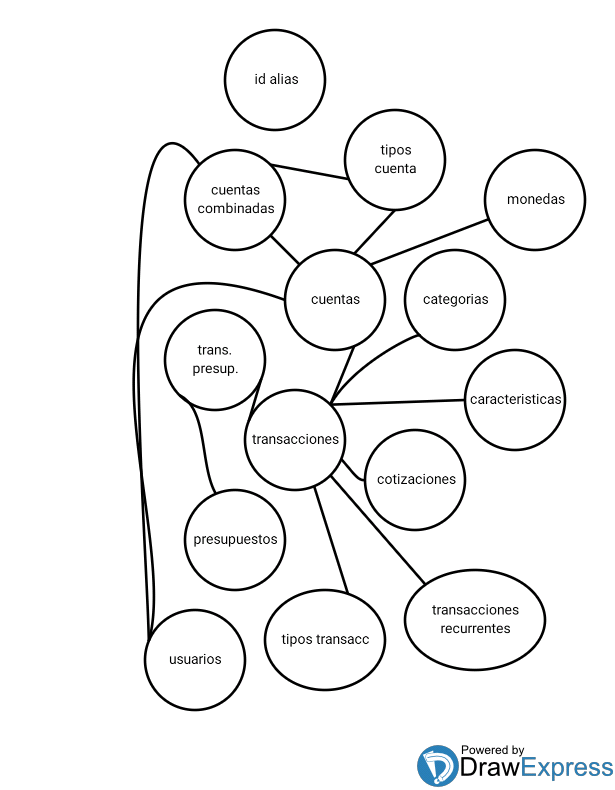 id alias
tipos
cuenta
cuentas
combinadas
monedas
cuentas
categorias
trans.
presup.
caracteristicas
transacciones
cotizaciones
presupuestos
transacciones
recurrentes
tipos transacc
usuarios
Powered by
DrawExpress